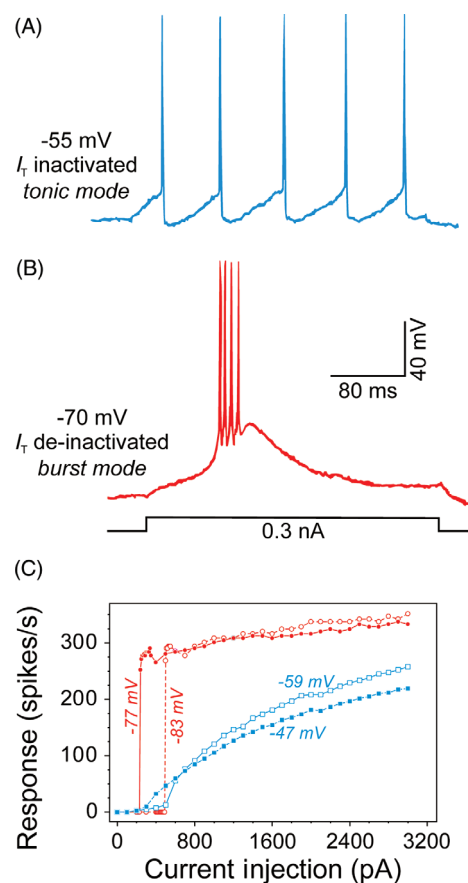 (A)
-55 mV
I_T inactivated
tonic mode
(B)
40 mV
80 ms
-70 mV
I_T de-inactivated
burst mode
0.3 nA
(C)
Response (spikes/s)
300
200
100
0
-77 mV
-83 mV
-59 mV
-47 mV
0 800 1600 2400 3200
Current injection (pA)